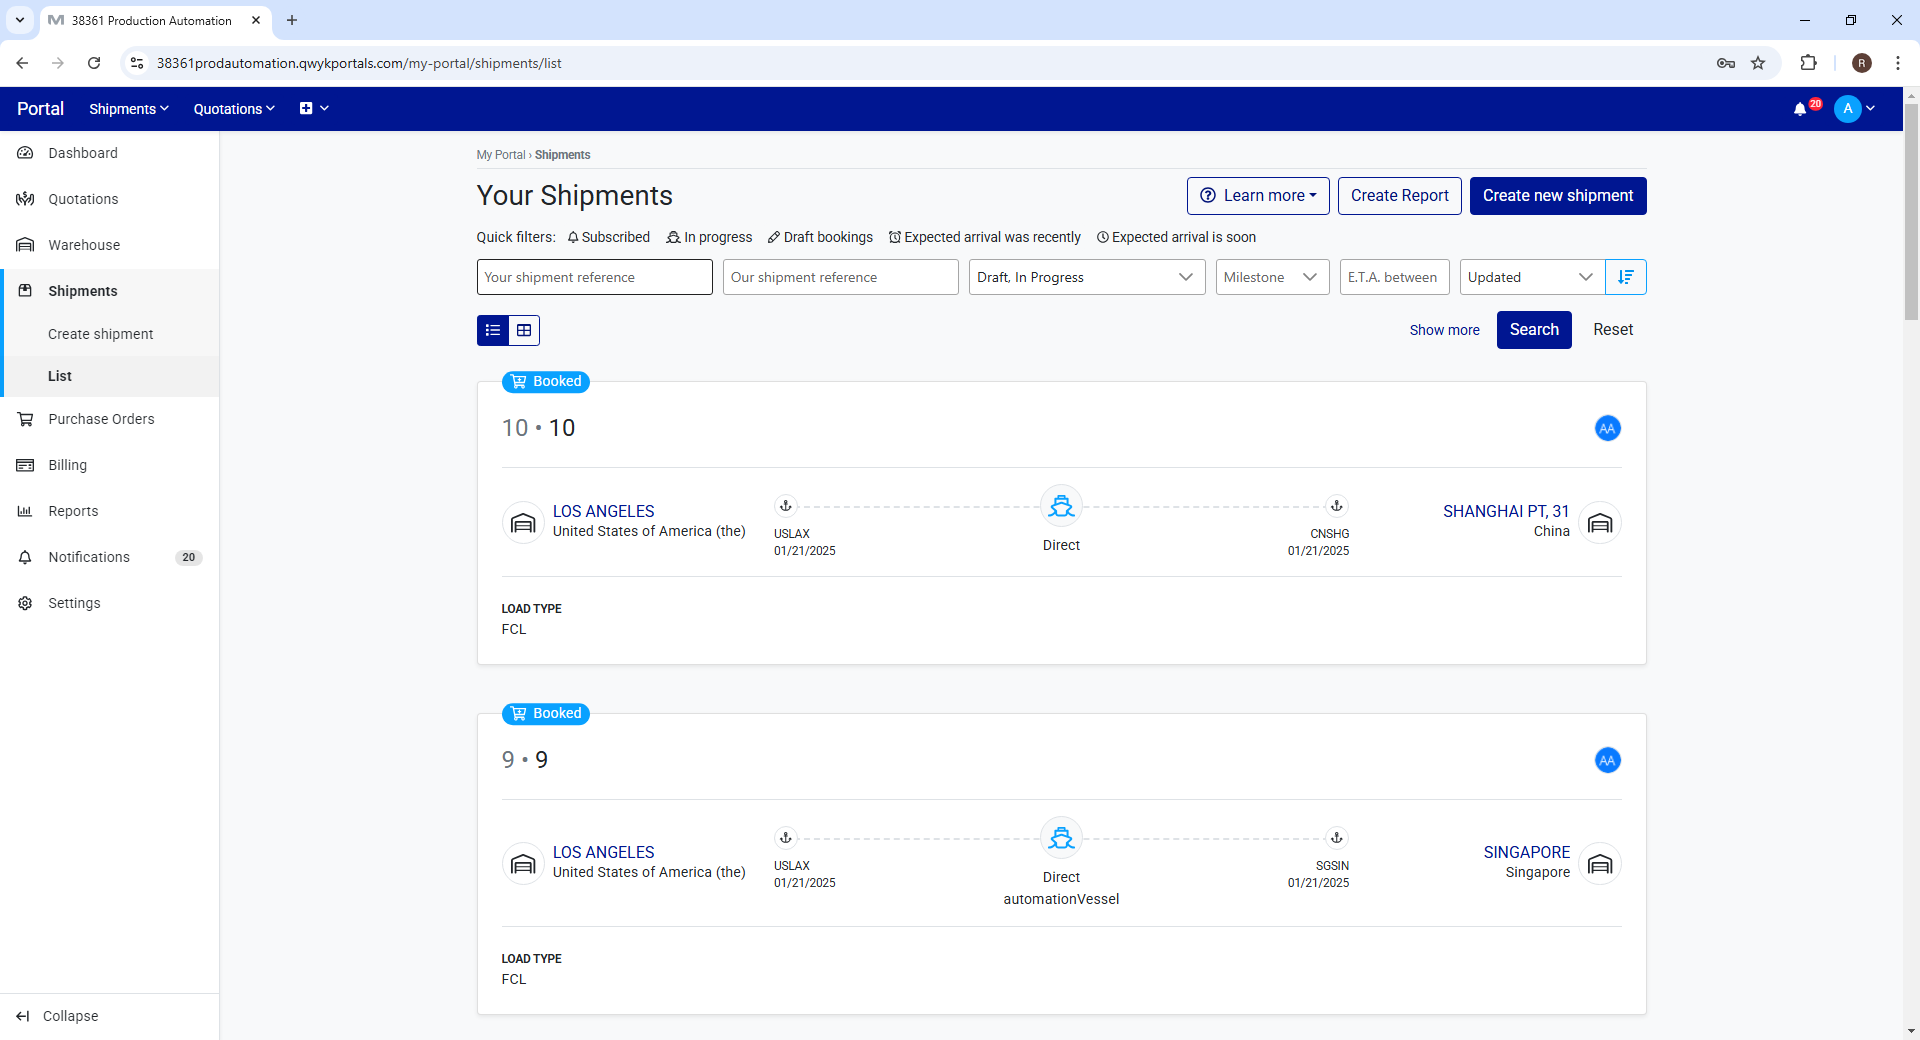 38361 Production Automation
38361prodautomation.qwykportals.com/my-portal/shipments/list
R
Portal
Shipments
Quotations
20
A
Dashboard
Quotations
Warehouse
Shipments
Create shipment
List
Purchase Orders
Billing
Reports
Notifications 20
Settings
Collapse
My Portal › Shipments
Your Shipments
Learn more
Create Report
Create new shipment
Quick filters: Subscribed In progress Draft bookings Expected arrival was recently Expected arrival is soon
Your shipment reference
Our shipment reference
Draft, In Progress
Milestone
E.T.A. between
Updated
Show more
Search
Reset
Booked
10 • 10
AA
LOS ANGELES
United States of America (the)
USLAX
01/21/2025
Direct
CNSHG
01/21/2025
SHANGHAI PT, 31
China
LOAD TYPE
FCL
Booked
9 • 9
AA
LOS ANGELES
United States of America (the)
USLAX
01/21/2025
Direct
automationVessel
SGSIN
01/21/2025
SINGAPORE
Singapore
LOAD TYPE
FCL